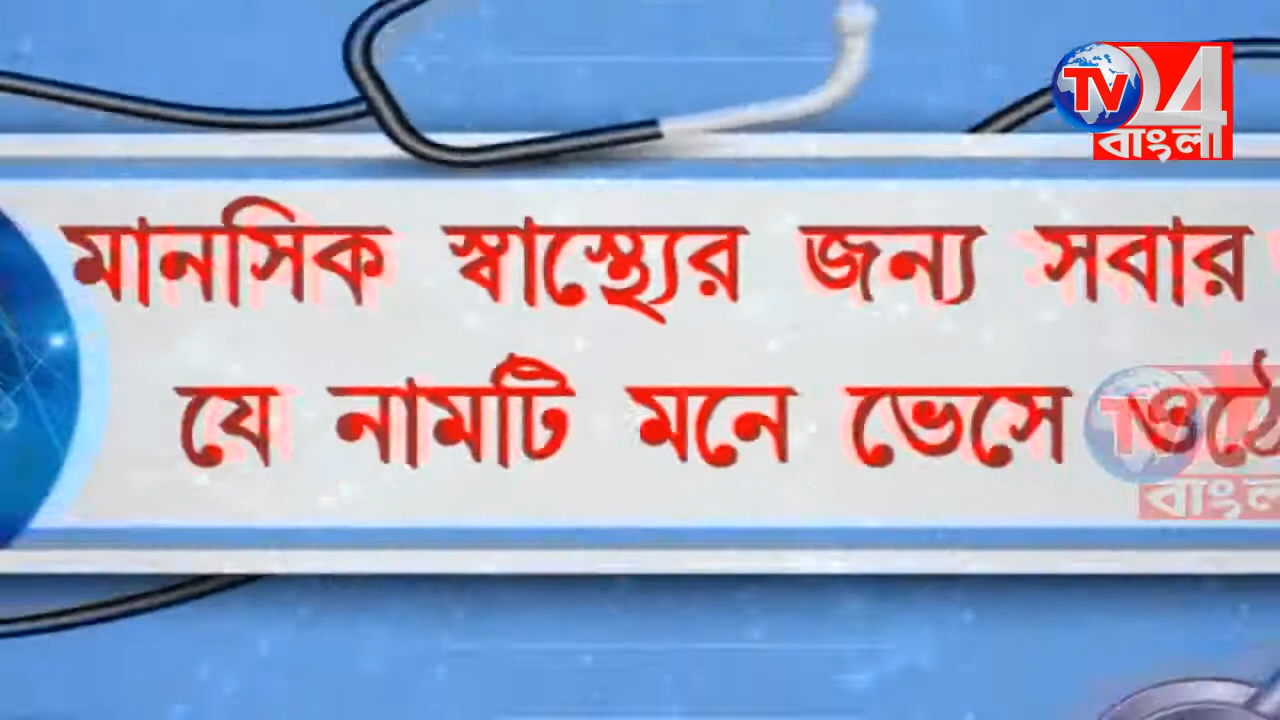 TV 24
বাংলা
মানসিক স্বাস্থ্যের জন্য সবার
যে নামটি মনে ভেসে ওঠে
বাংলা